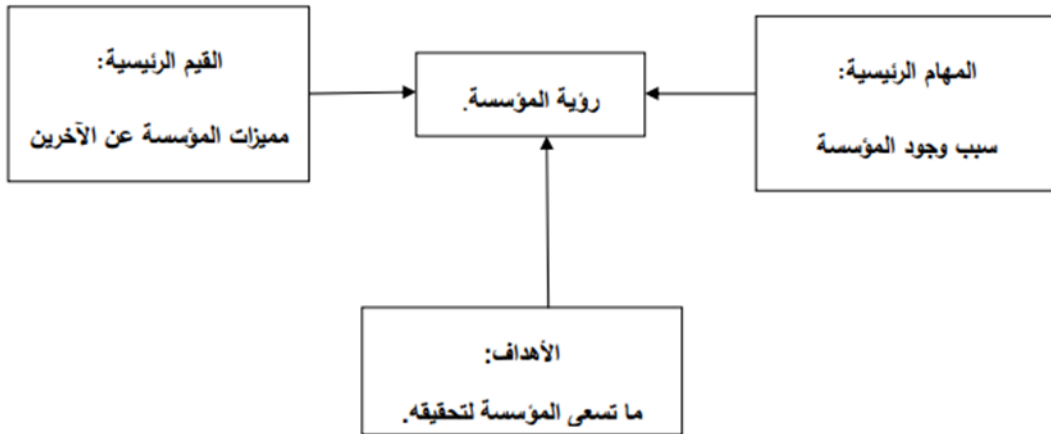 المهام الرئيسية:
سبب وجود المؤسسة
رؤية المؤسسة.
القيم الرئيسية:
مميزات المؤسسة عن الآخرين
الأهداف:
ما تسعى المؤسسة لتحقيقه.